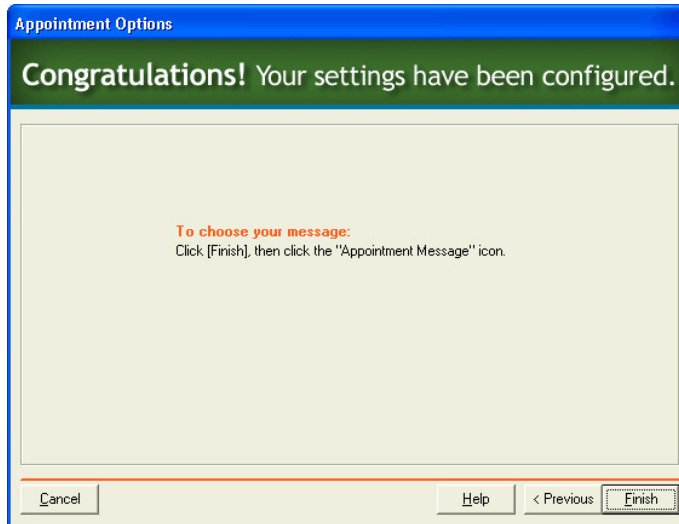 Appointment Options
Congratulations! Your settings have been configured.
To choose your message:
Click [Finish], then click the "Appointment Message" icon.
Cancel
Help
< Previous
Finish